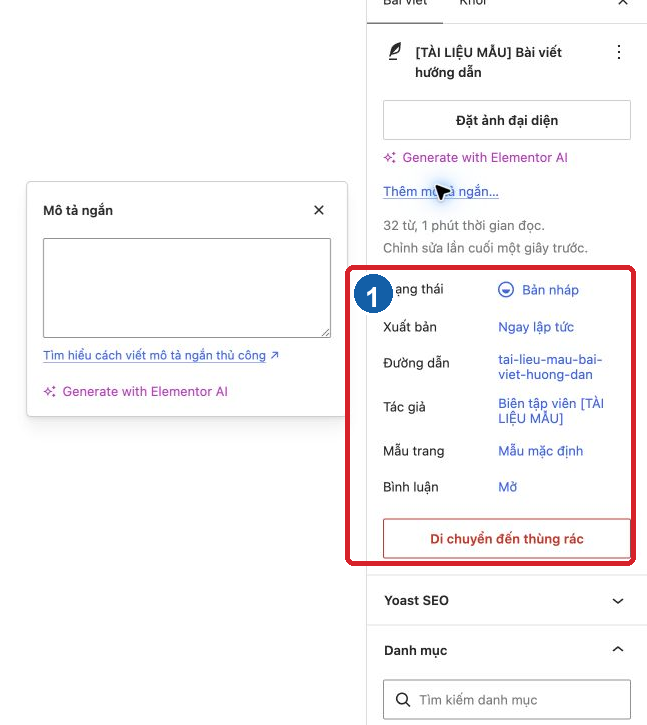 Bài viết
Khối
[TÀI LIỆU MẪU] Bài viết
hướng dẫn
Đặt ảnh đại diện
Generate with Elementor AI
Thêm mô tả ngắn...
32 từ, 1 phút thời gian đọc.
Chỉnh sửa lần cuối một giây trước.
Mô tả ngắn
Tìm hiểu cách viết mô tả ngắn thủ công ↗
Generate with Elementor AI
1
ạng thái
Bản nháp
Xuất bản
Ngay lập tức
Đường dẫn
tai-lieu-mau-bai-
viet-huong-dan
Tác giả
Biên tập viên [TÀI
LIỆU MẪU]
Mẫu trang
Mẫu mặc định
Bình luận
Mở
Di chuyển đến thùng rác
Yoast SEO
Danh mục
Tìm kiếm danh mục